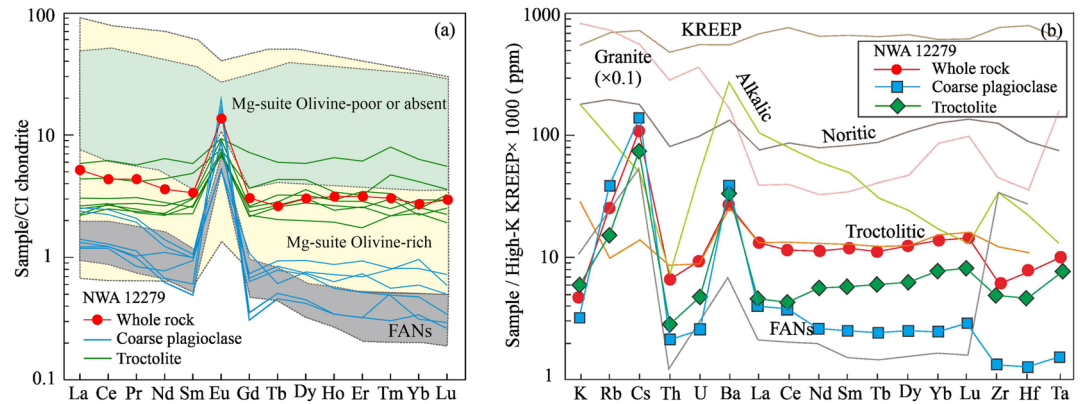 (a)
Sample/CI chondrite
100
10
1
0.1
Mg-suite Olivine-poor or absent
Mg-suite Olivine-rich
NWA 12279
Whole rock
Coarse plagioclase
Troctolite
FANs
La Ce Pr Nd Sm Eu Gd Tb Dy Ho Er Tm Yb Lu
(b)
Sample / High-K KREEP× 1000 (ppm)
1000
100
10
1
KREEP
Granite
(×0.1)
Alkalic
NWA 12279
Whole rock
Coarse plagioclase
Troctolite
Noritic
Troctolitic
FANs
K Rb Cs Th U Ba La Ce Nd Sm Tb Dy Yb Lu Zr Hf Ta